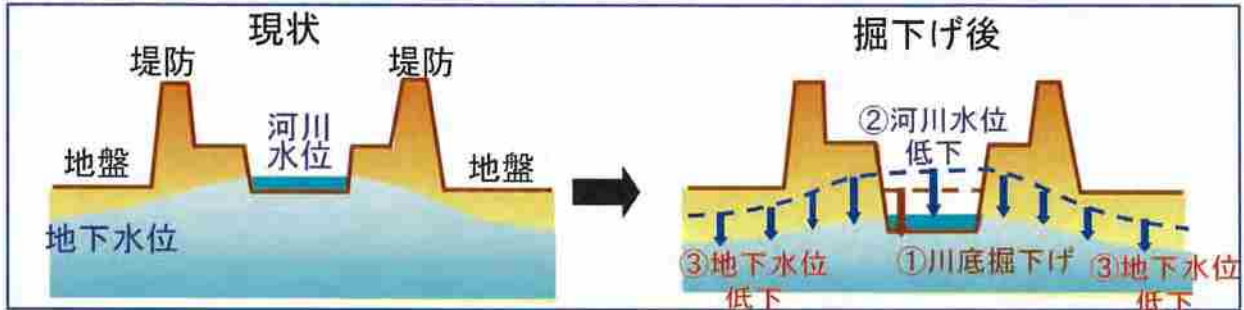 現状
堤防
堤防
河川
水位
地盤
地盤
地下水位
掘下げ後
②河川水位
低下
①川底掘下げ
③地下水位
低下
③地下水位
低下